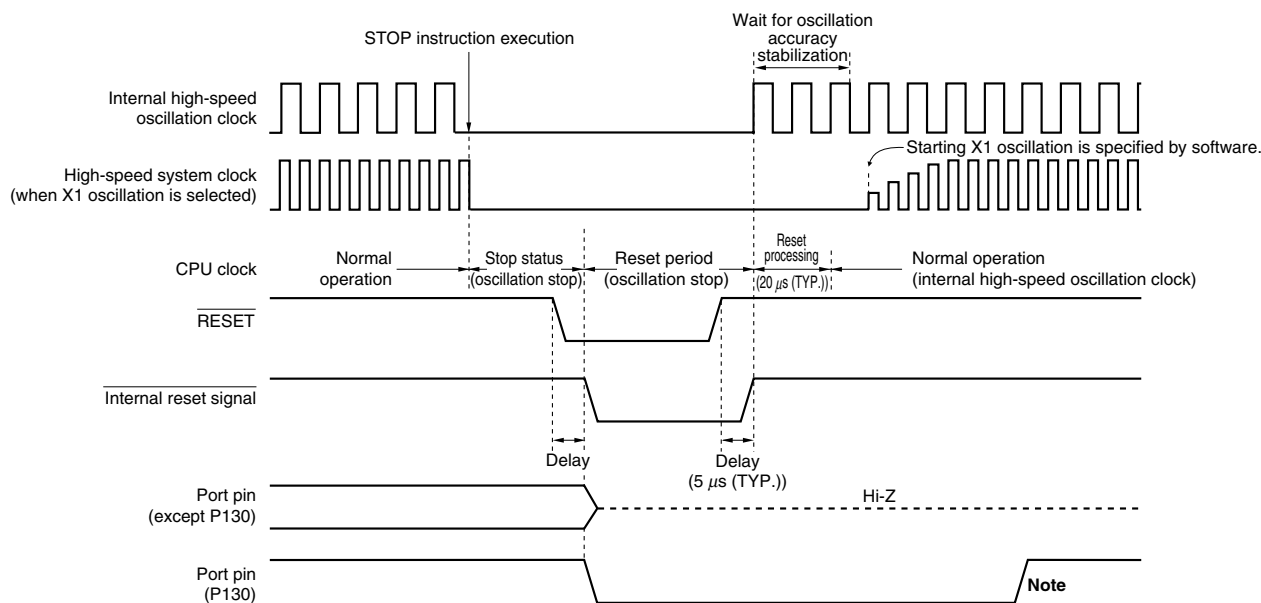 Wait for oscillation
accuracy
stabilization
STOP instruction execution
Internal high-speed
oscillation clock
Starting X1 oscillation is specified by software.
High-speed system clock
(when X1 oscillation is selected)
CPU clock
Normal
operation
Stop status
(oscillation stop)
Reset period
(oscillation stop)
Reset
processing
(20 μs (TYP.))
Normal operation
(internal high-speed oscillation clock)
RESET
Internal reset signal
Delay
Delay
(5 μs (TYP.))
Port pin
(except P130)
Hi-Z
Port pin
(P130)
Note